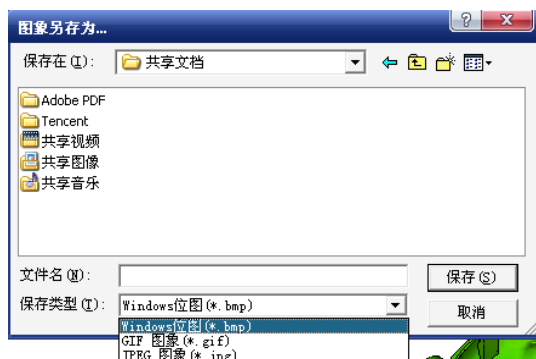 图象另存为...
保存在(I): 共享文档
Adobe PDF
Tencent
共享视频
共享图像
共享音乐
文件名(N): 保存(S)
保存类型(T): Windows位图(*.bmp) 取消
Windows位图(*.bmp)
GIF 图象(*.gif)
JPEG 图象(*.jpg)